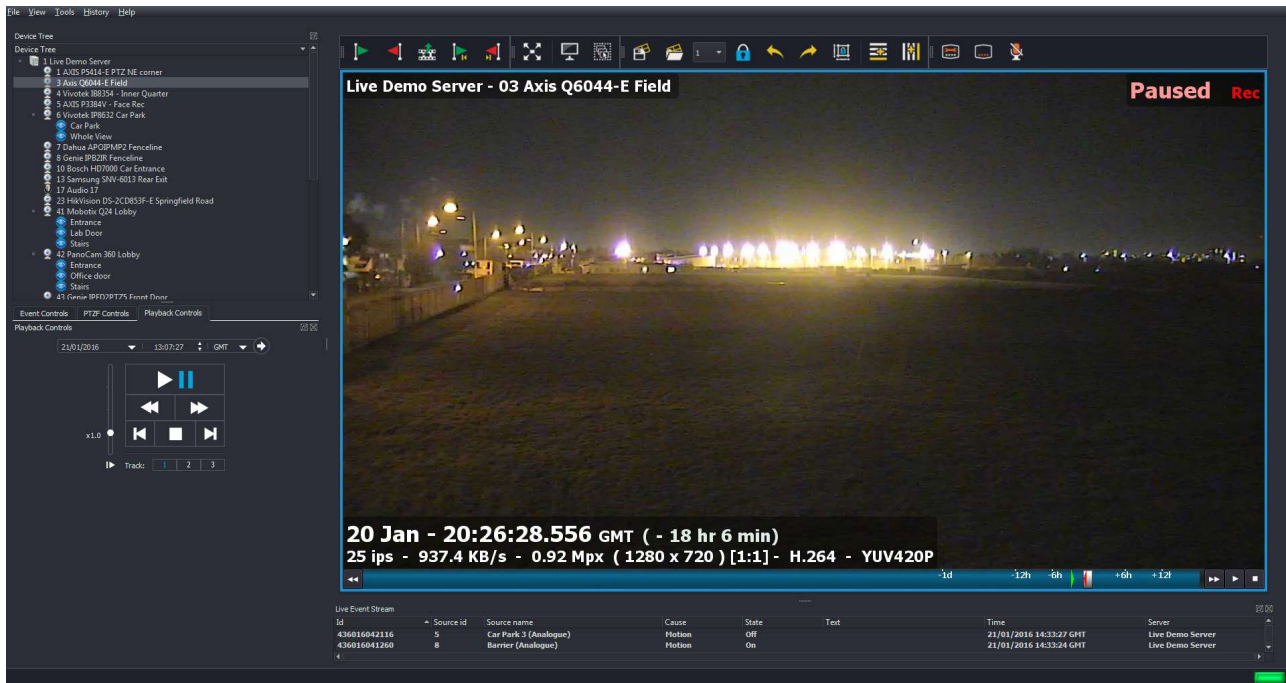 File View Tools History Help
Device Tree
Device Tree
1 Live Demo Server
1 AXIS P5414-E PTZ NE corner
3 Axis Q6044-E Field
4 Vivotek IB8354 - Inner Quarter
5 AXIS P3384V - Face Rec
6 Vivotek IP8632 Car Park
Car Park
Whole View
7 Dahua APOIPMP2 Fenceline
8 Genie IPB2IR Fenceline
10 Bosch HD7000 Car Entrance
13 Samsung SNV-6013 Rear Exit
17 Audio 17
23 HikVision DS-2CD853F-E Springfield Road
41 Mobotix Q24 Lobby
Entrance
Lab Door
Stairs
42 PanoCam 360 Lobby
Entrance
Office door
Stairs
43 Genie IPFD2PTZ5 Front Door
Event Controls PTZF Controls Playback Controls
Playback Controls
21/01/2016 13:07:27 GMT
x1.0
Track: 1 2 3
1
Live Demo Server - 03 Axis Q6044-E Field
Paused Rec
20 Jan - 20:26:28.556 GMT ( - 18 hr 6 min)
25 ips - 937.4 KB/s - 0.92 Mpx ( 1280 x 720 ) [1:1] - H.264 - YUV420P
-1d -12h -6h +6h +12h
Live Event Stream
Id Source id Source name Cause State Text Time Server
436016042116 5 Car Park 3 (Analogue) Motion Off 21/01/2016 14:33:27 GMT Live Demo Server
436016041260 8 Barrier (Analogue) Motion On 21/01/2016 14:33:24 GMT Live Demo Server